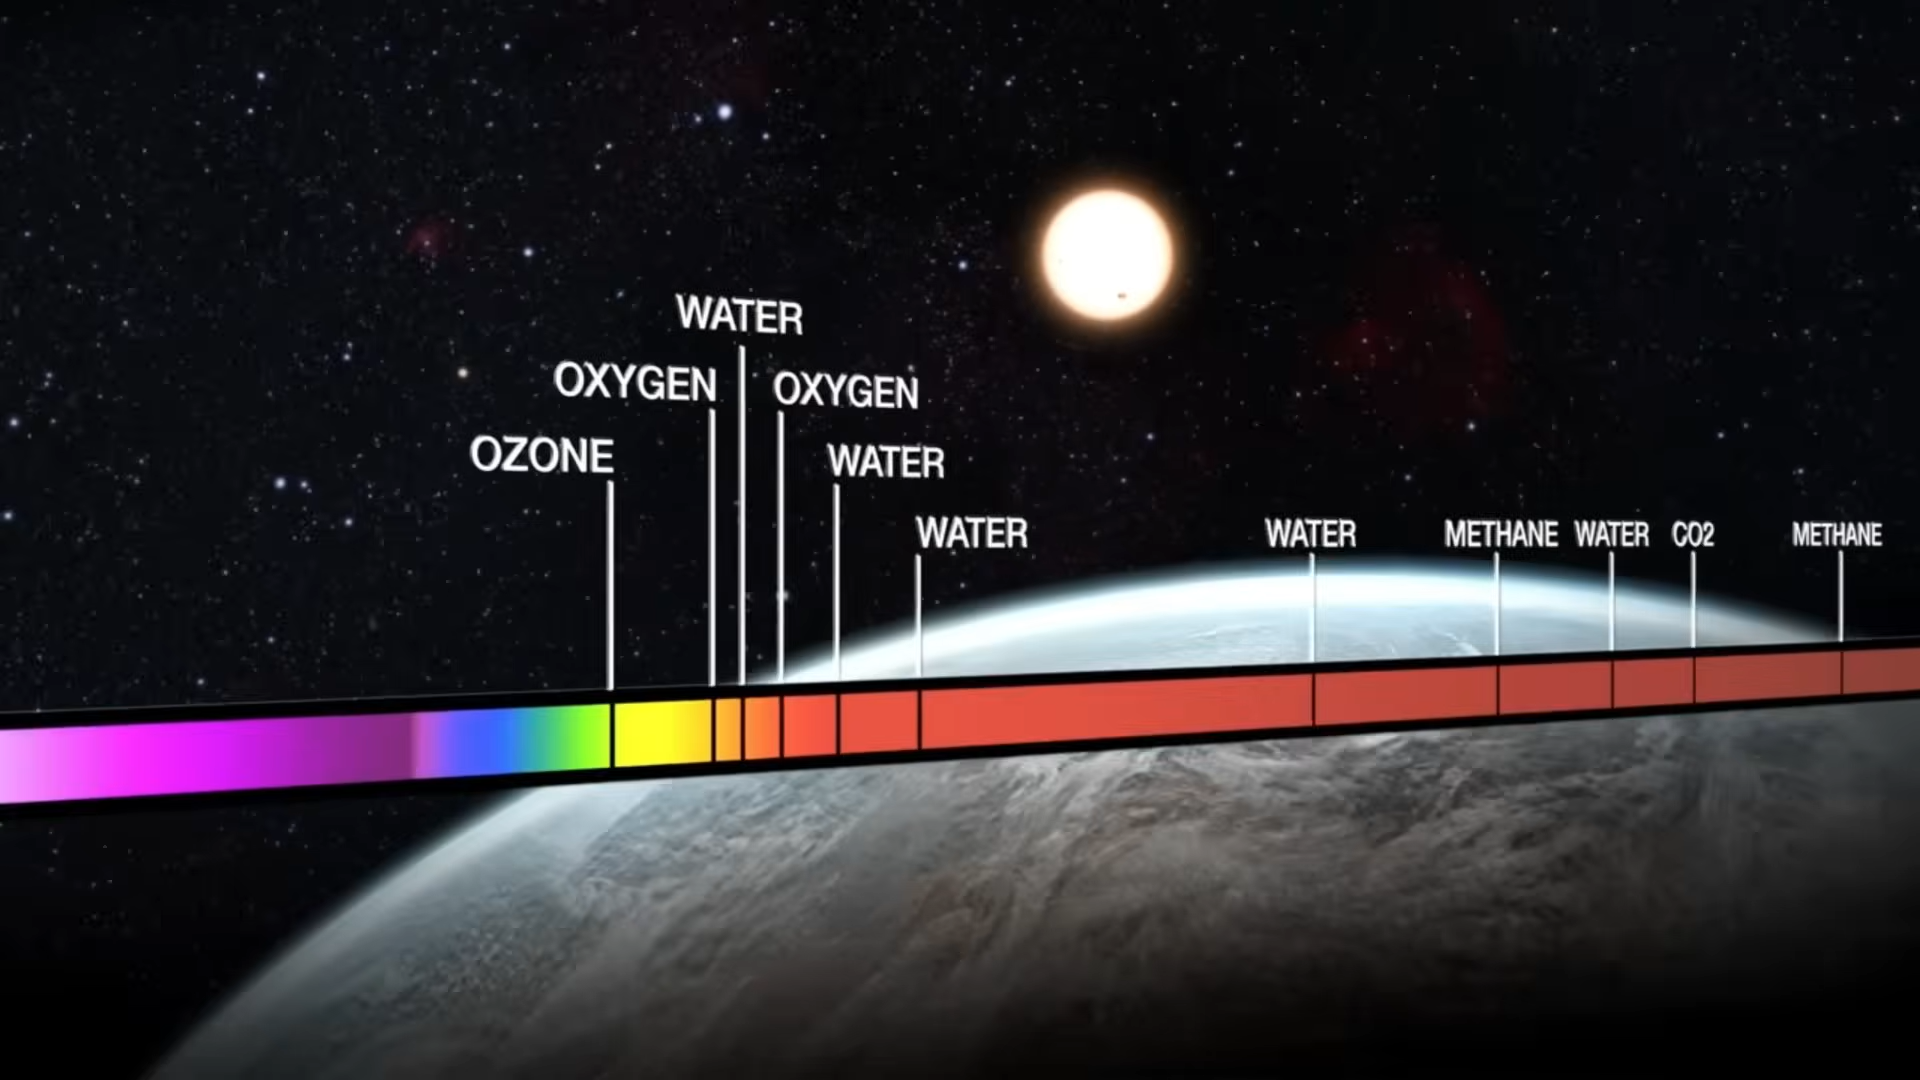 WATER
OXYGEN
OXYGEN
OZONE
WATER
WATER
WATER
METHANE
WATER
CO2
METHANE